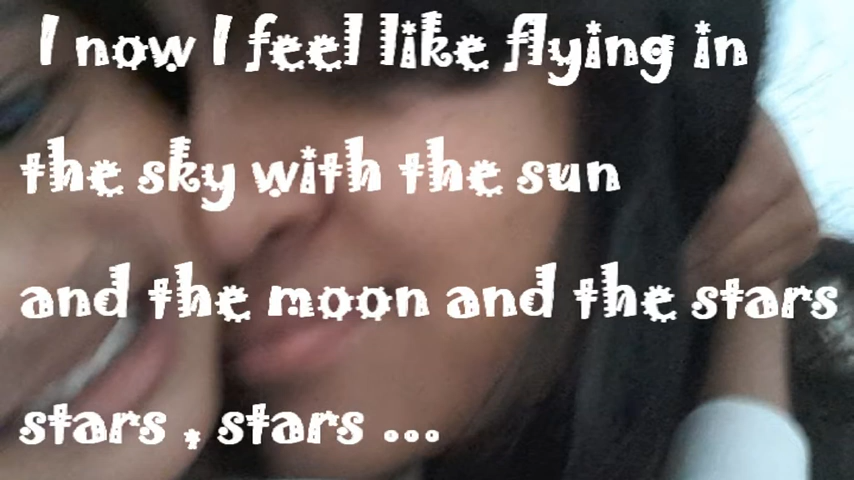 I now I feel like flying in
the sky with the sun
and the moon and the stars
stars , stars ...